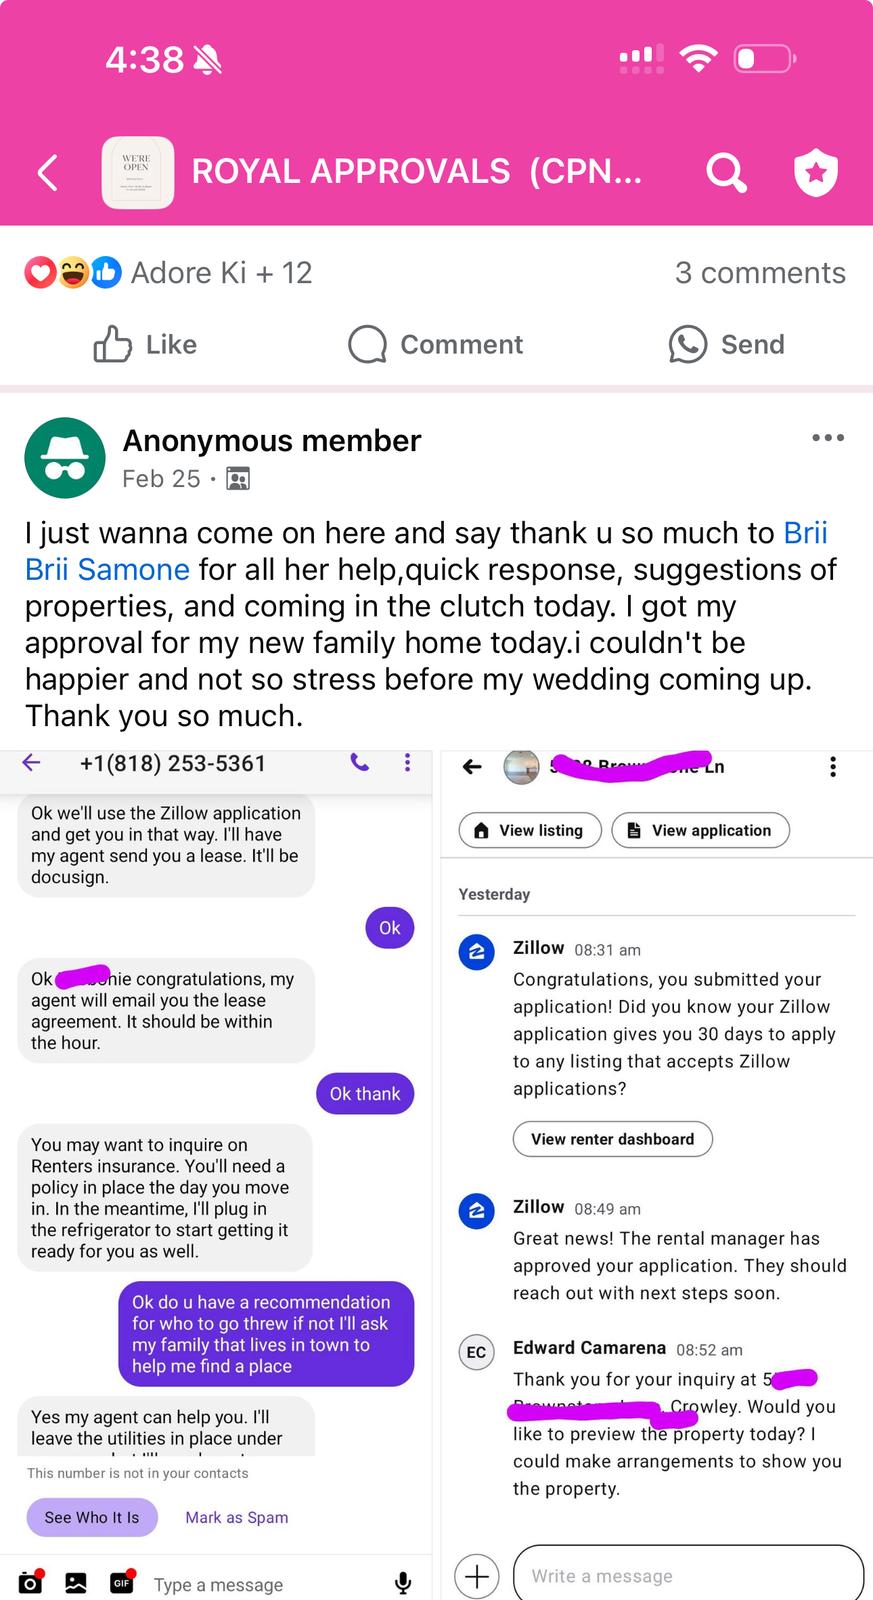 4:38
WE'RE
OPEN
ROYAL APPROVALS (CPN...
Adore Ki + 12
3 comments
Like
Comment
Send
Anonymous member
Feb 25 ·
I just wanna come on here and say thank u so much to Brii
Brii Samone for all her help,quick response, suggestions of
properties, and coming in the clutch today. I got my
approval for my new family home today.i couldn't be
happier and not so stress before my wedding coming up.
Thank you so much.
+1(818) 253-5361
Ok we'll use the Zillow application
and get you in that way. I'll have
my agent send you a lease. It'll be
docusign.
Ok
Ok congratulations, my
agent will email you the lease
agreement. It should be within
the hour.
Ok thank
You may want to inquire on
Renters insurance. You'll need a
policy in place the day you move
in. In the meantime, I'll plug in
the refrigerator to start getting it
ready for you as well.
Ok do u have a recommendation
for who to go threw if not I'll ask
my family that lives in town to
help me find a place
Yes my agent can help you. I'll
leave the utilities in place under
This number is not in your contacts
See Who It Is
Mark as Spam
GIF
Type a message
Ln
View listing
View application
Yesterday
Zillow 08:31 am
Congratulations, you submitted your
application! Did you know your Zillow
application gives you 30 days to apply
to any listing that accepts Zillow
applications?
View renter dashboard
Zillow 08:49 am
Great news! The rental manager has
approved your application. They should
reach out with next steps soon.
EC
Edward Camarena 08:52 am
Thank you for your inquiry at 5
Crowley. Would you
like to preview the property today? I
could make arrangements to show you
the property.
Write a message